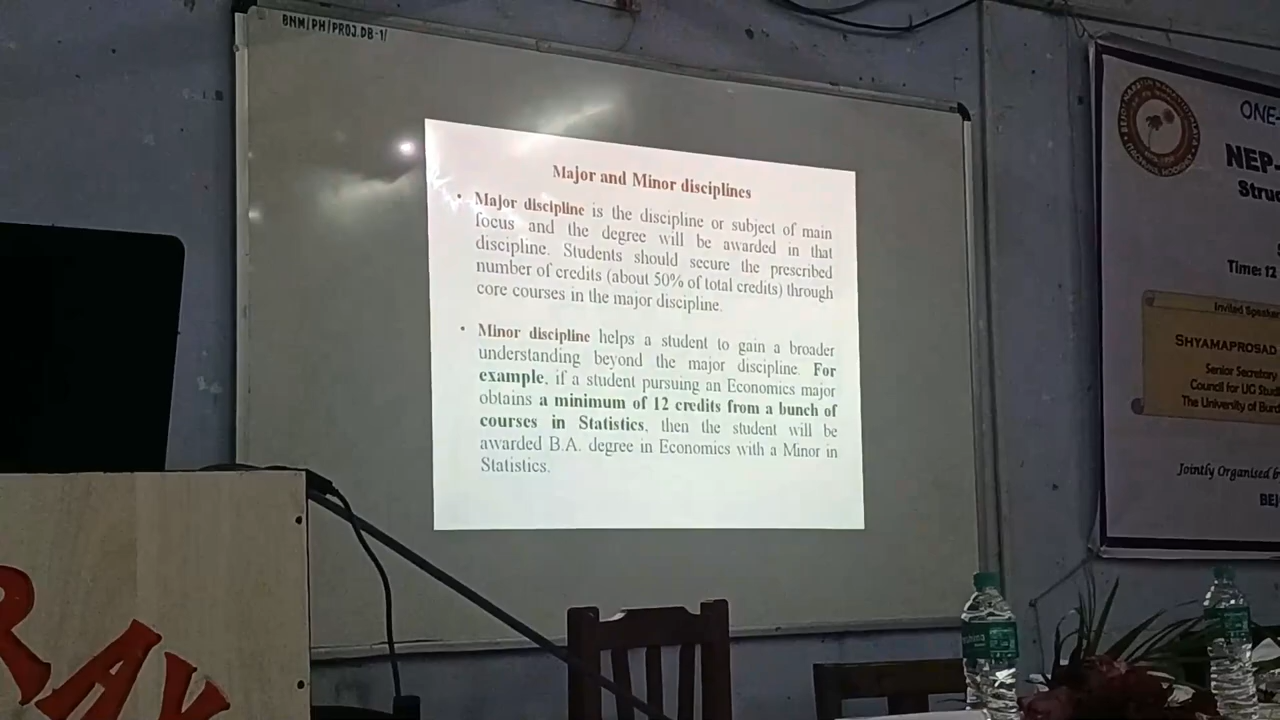 BNM/PH/PROJ.DB-1/
Major and Minor disciplines
• Major discipline is the discipline or subject of main
focus and the degree will be awarded in that
discipline. Students should secure the prescribed
number of credits (about 50% of total credits) through
core courses in the major discipline.
• Minor discipline helps a student to gain a broader
understanding beyond the major discipline. For
example, if a student pursuing an Economics major
obtains a minimum of 12 credits from a bunch of
courses in Statistics, then the student will be
awarded B.A. degree in Economics with a Minor in
Statistics.
ONE-
NEP-
Struc
Time: 12
Invited Speaker
SHYAMAPROSAD
Senior Secretary
Council for UG Stud
The University of Burd
Jointly Organised b
BEJ
RAY